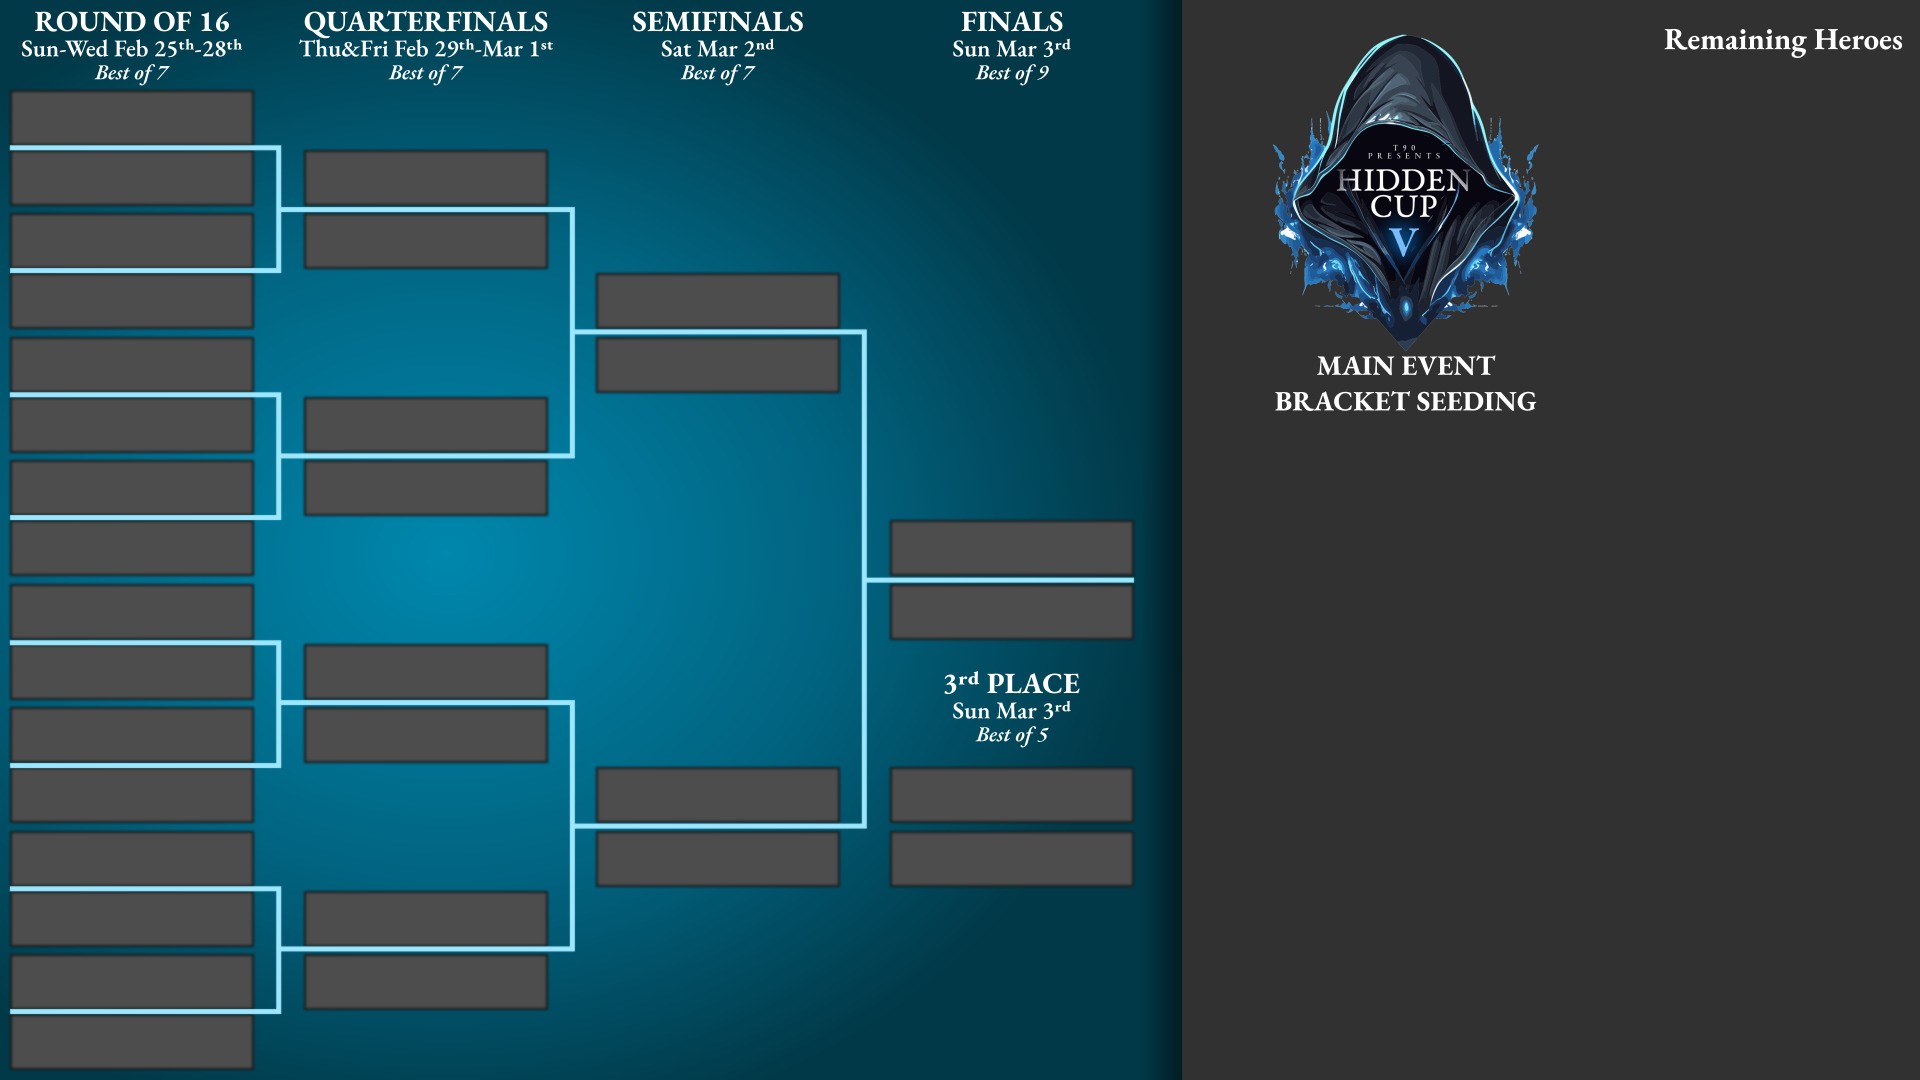 ROUND OF 16
Sun-Wed Feb 25th-28th
Best of 7
QUARTERFINALS
Thu&Fri Feb 29th-Mar 1st
Best of 7
SEMIFINALS
Sat Mar 2nd
Best of 7
FINALS
Sun Mar 3rd
Best of 9
3rd PLACE
Sun Mar 3rd
Best of 5
T90
PRESENTS
HIDDEN
CUP
V
MAIN EVENT
BRACKET SEEDING
Remaining Heroes